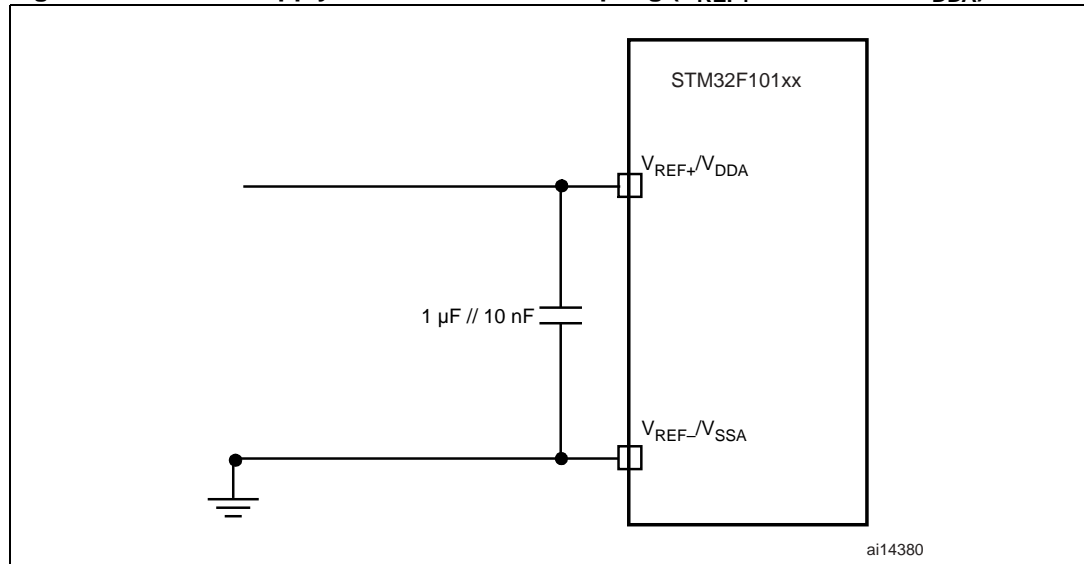 STM32F101xx
VREF+/VDDA
1 µF // 10 nF
VREF–/VSSA
ai14380